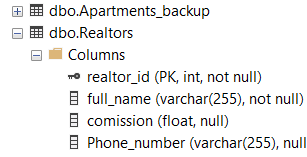 dbo.Apartments_backup
dbo.Realtors
Columns
realtor_id (PK, int, not null)
full_name (varchar(255), not null)
comission (float, null)
Phone_number (varchar(255), null